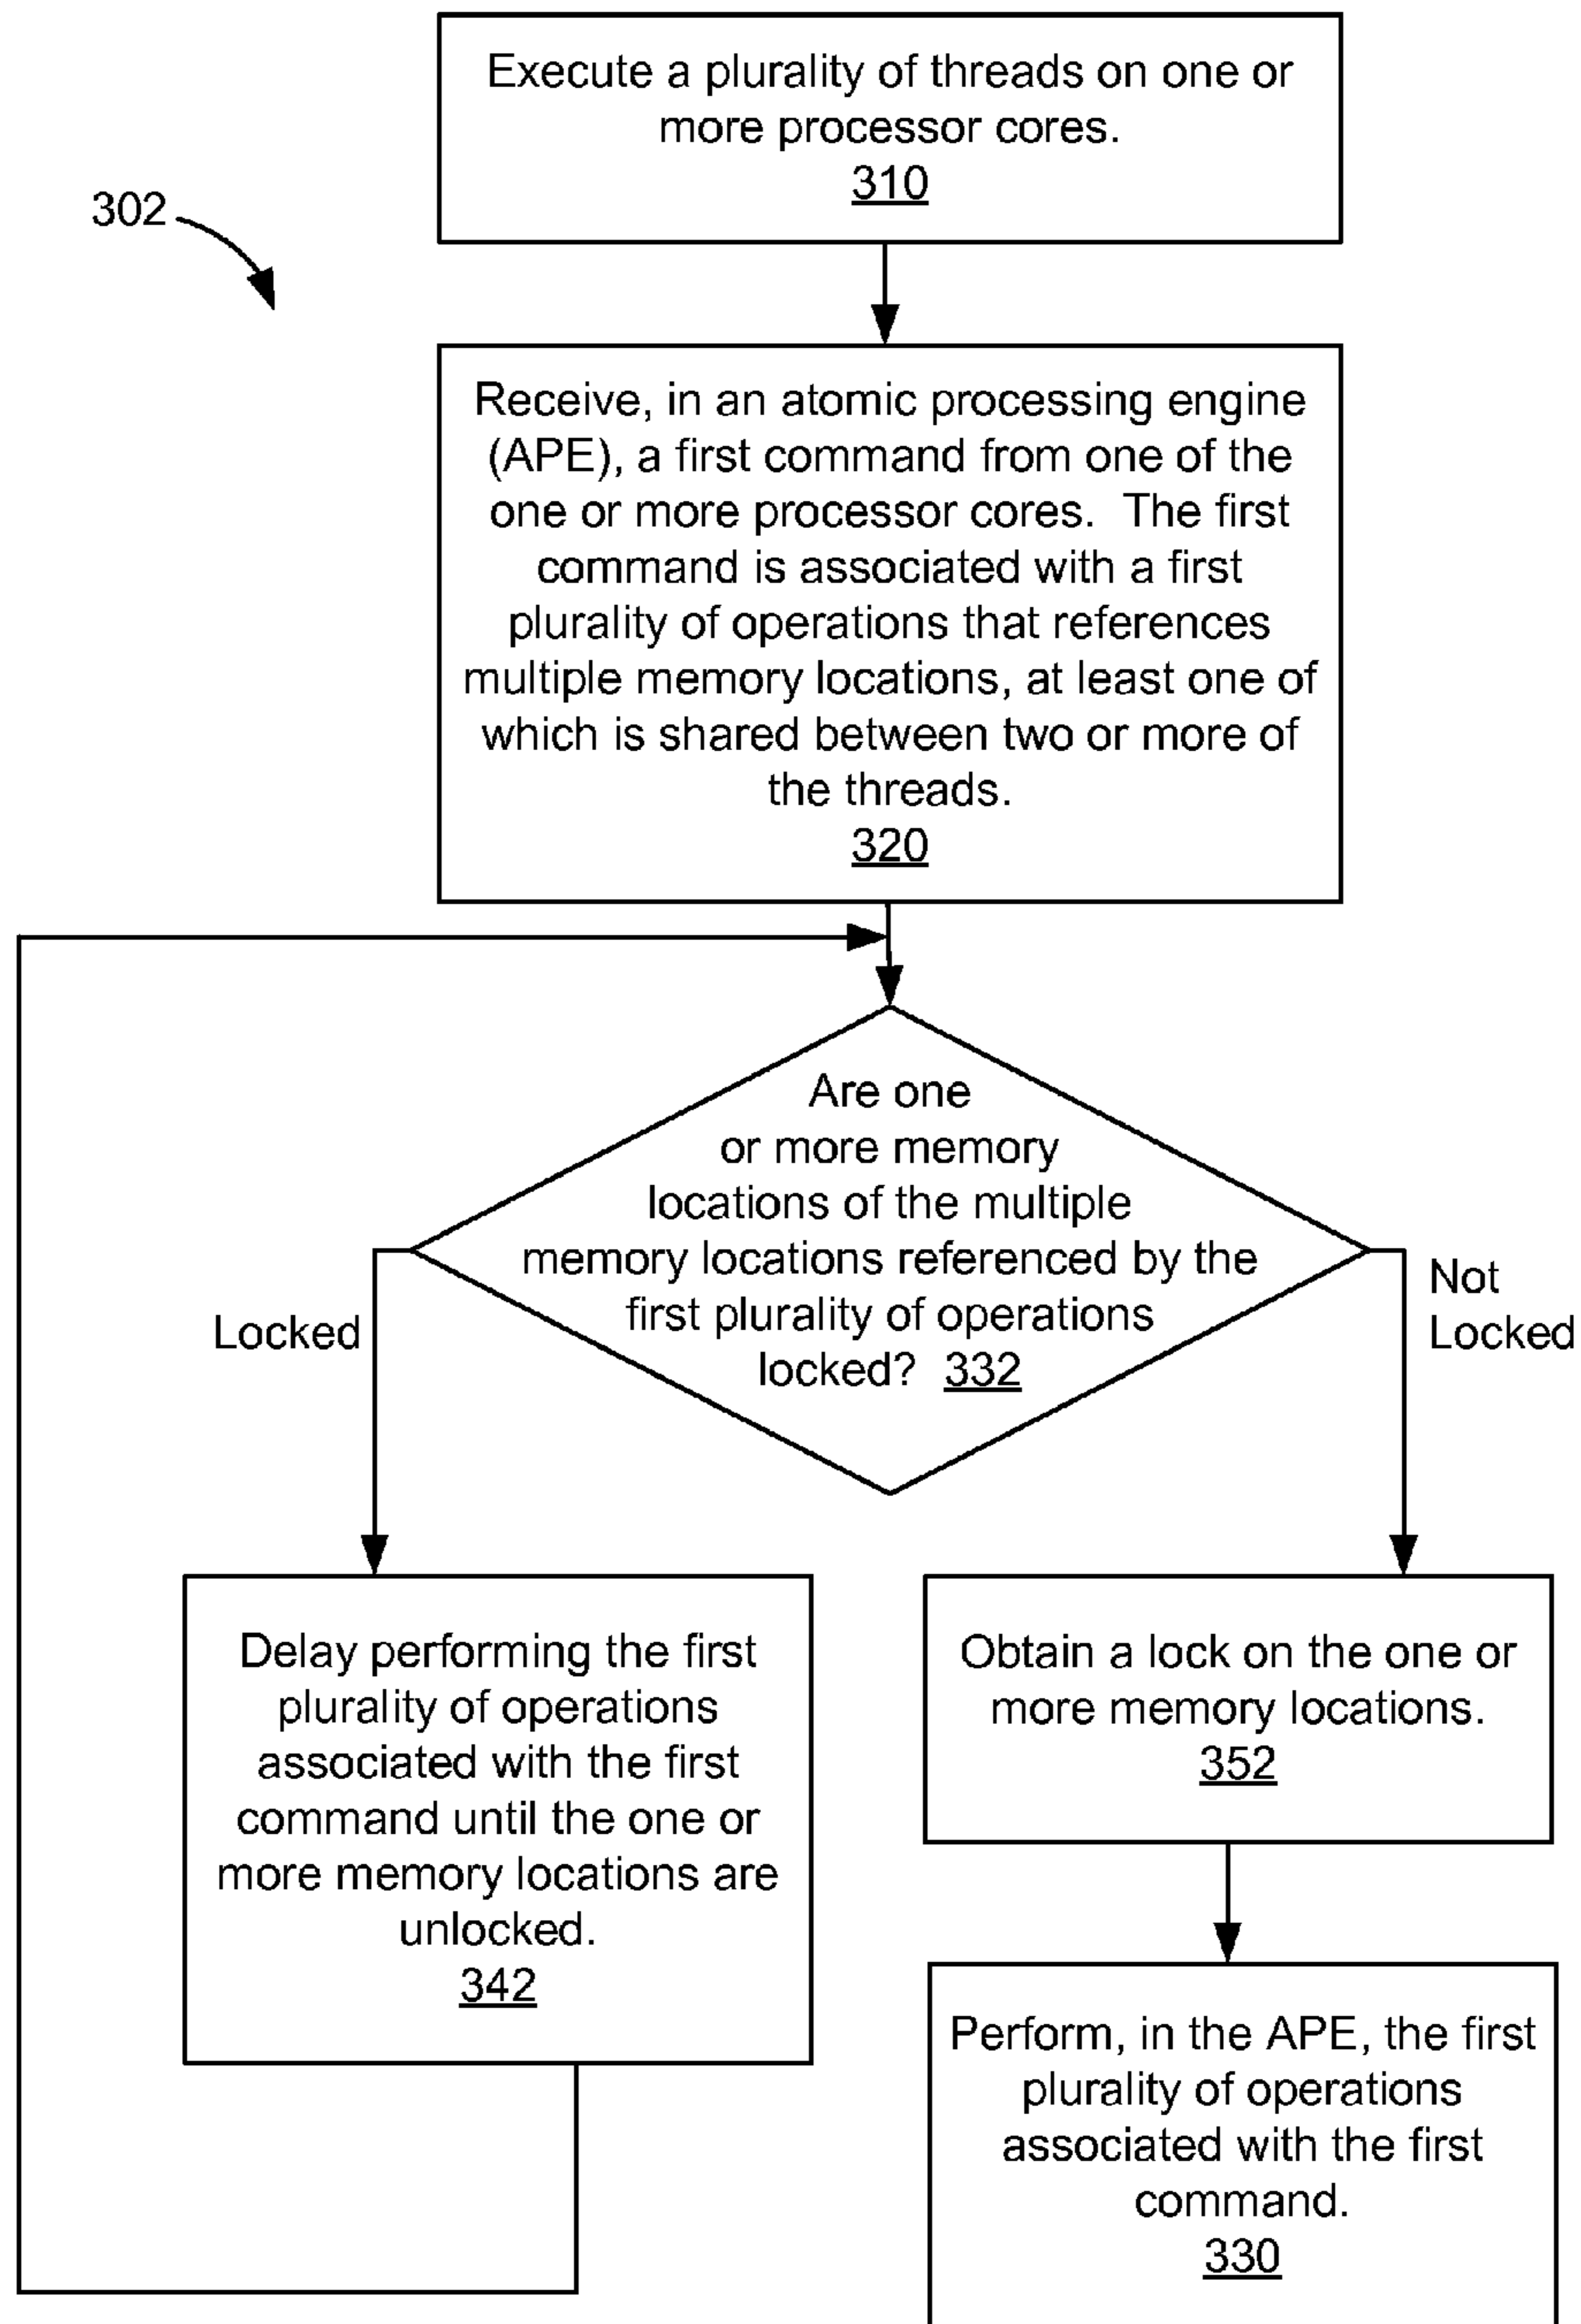 Execute a plurality of threads on one or
more processor cores.
310
302
Receive, in an atomic processing engine
(APE), a first command from one of the
one or more processor cores.  The first
command is associated with a first
plurality of operations that references
multiple memory locations, at least one of
which is shared between two or more of
the threads.
320
Are one
or more memory
locations of the multiple
memory locations referenced by the
first plurality of operations
locked?  332
Locked
Not
Locked
Delay performing the first
plurality of operations
associated with the first
command until the one or
more memory locations are
unlocked.
342
Obtain a lock on the one or
more memory locations.
352
Perform, in the APE, the first
plurality of operations
associated with the first
command.
330